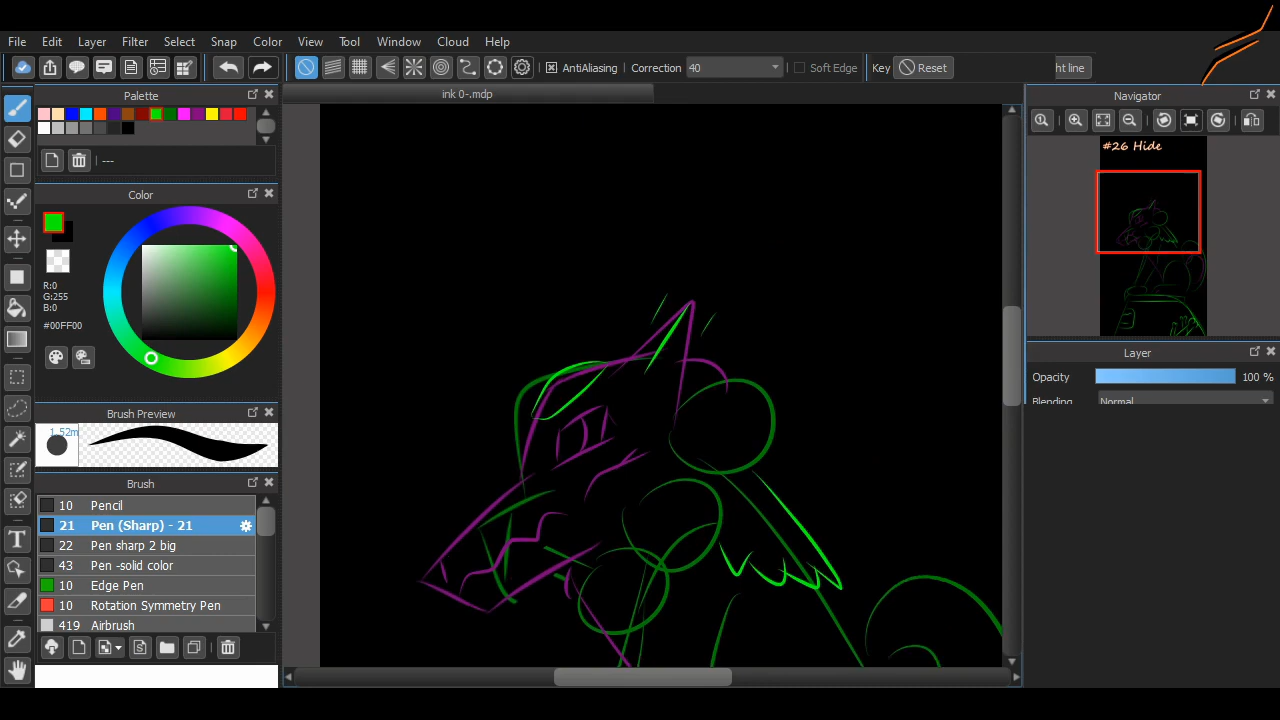 File Edit Layer Filter Select Snap Color View Tool Window Cloud Help
AntiAliasing Correction 40 Soft Edge Key Reset ht line
Palette
ink 0-.mdp
Navigator
---
#26 Hide
Color
R:0
G:255
B:0
#00FF00
Layer
Opacity 100 %
Blending Normal
Brush Preview
1.52m
Brush
10 Pencil
21 Pen (Sharp) - 21
22 Pen sharp 2 big
43 Pen -solid color
10 Edge Pen
10 Rotation Symmetry Pen
419 Airbrush